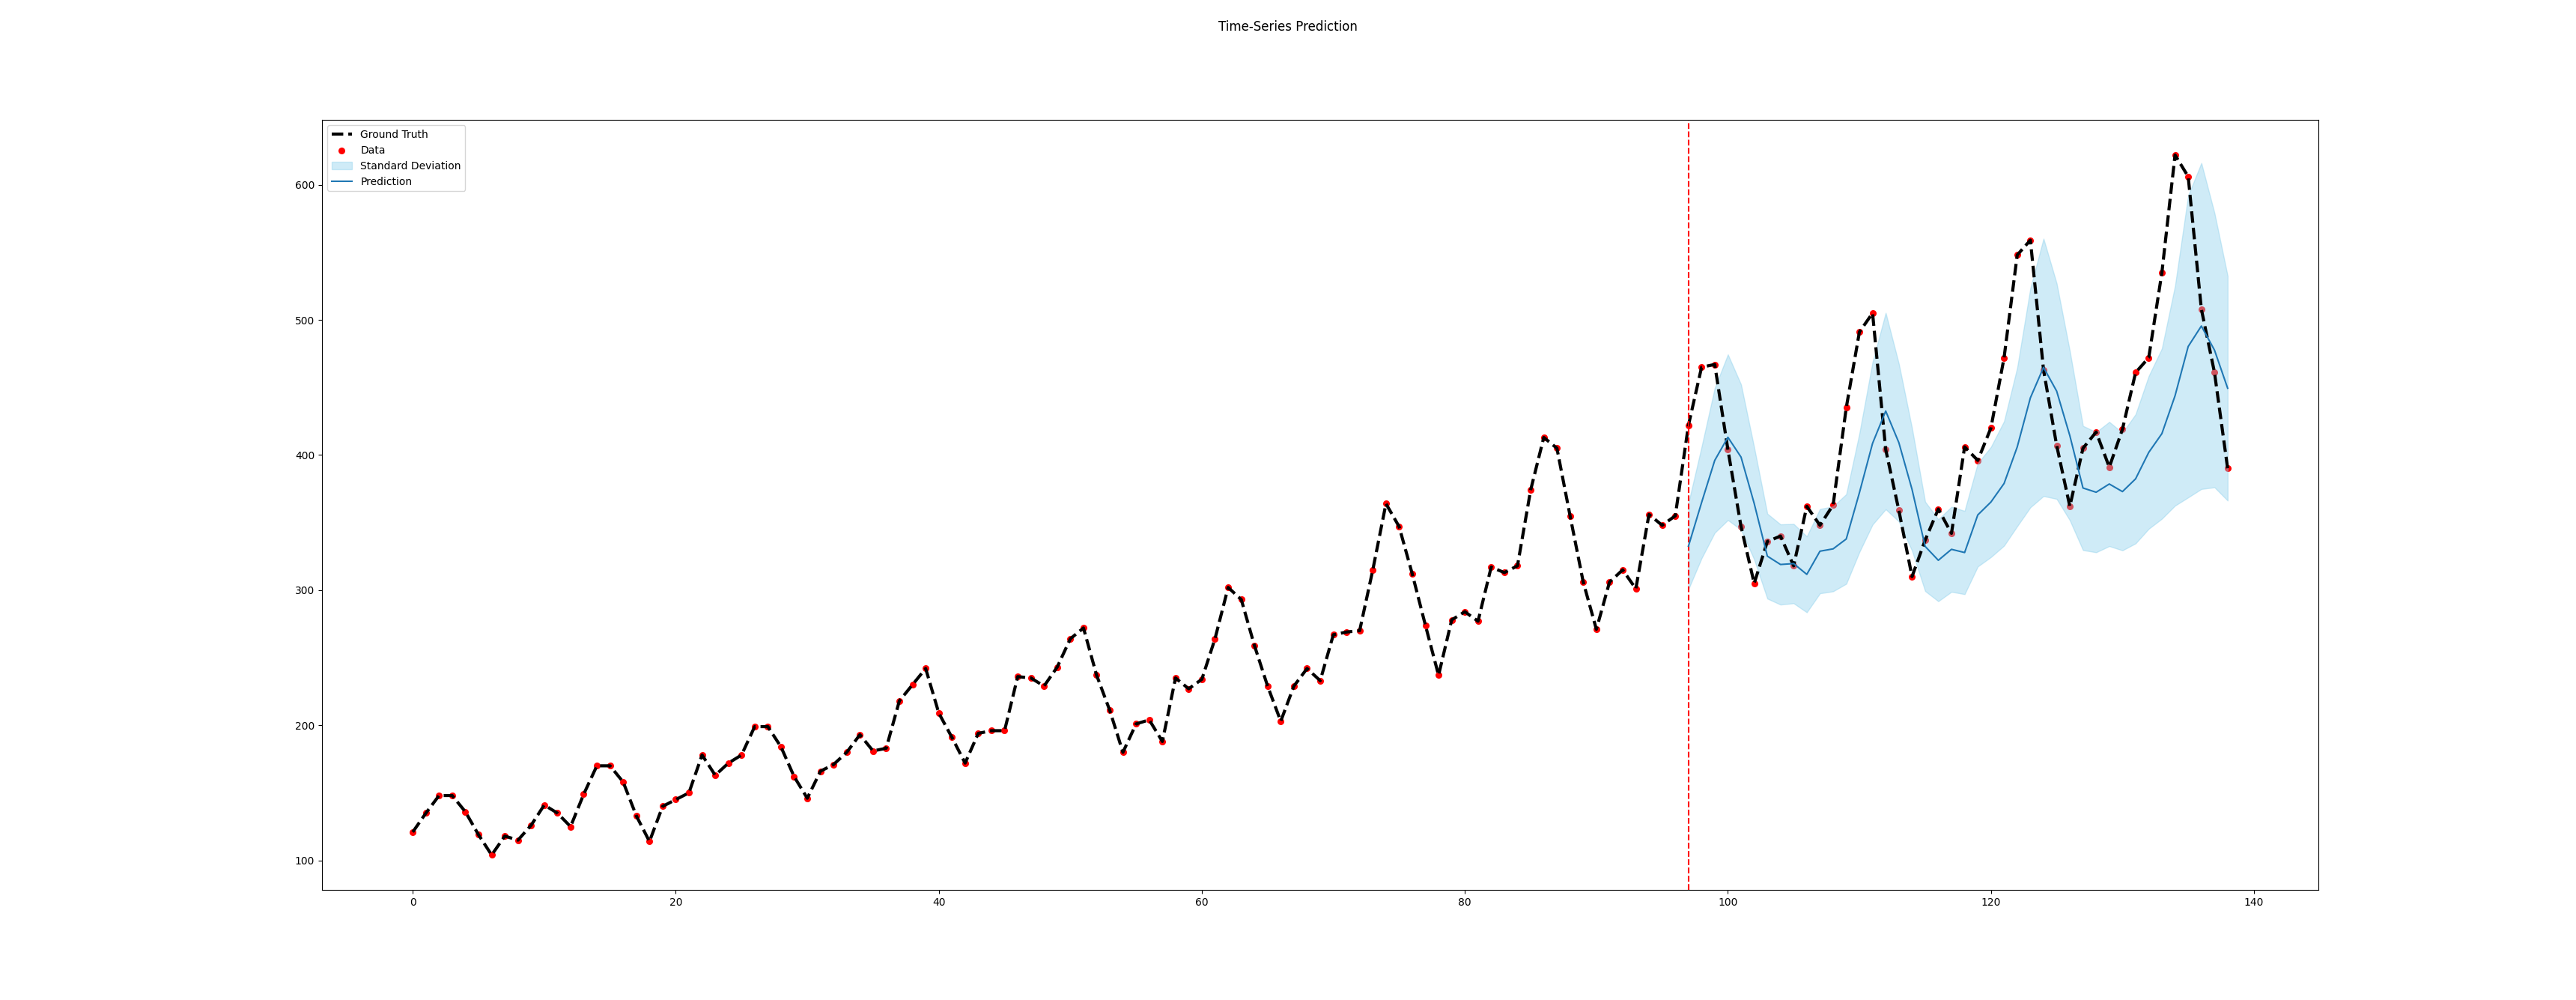 Time-Series Prediction
Ground Truth
Data
Standard Deviation
Prediction
600
500
400
300
200
100
0 20 40 60 80 100 120 140